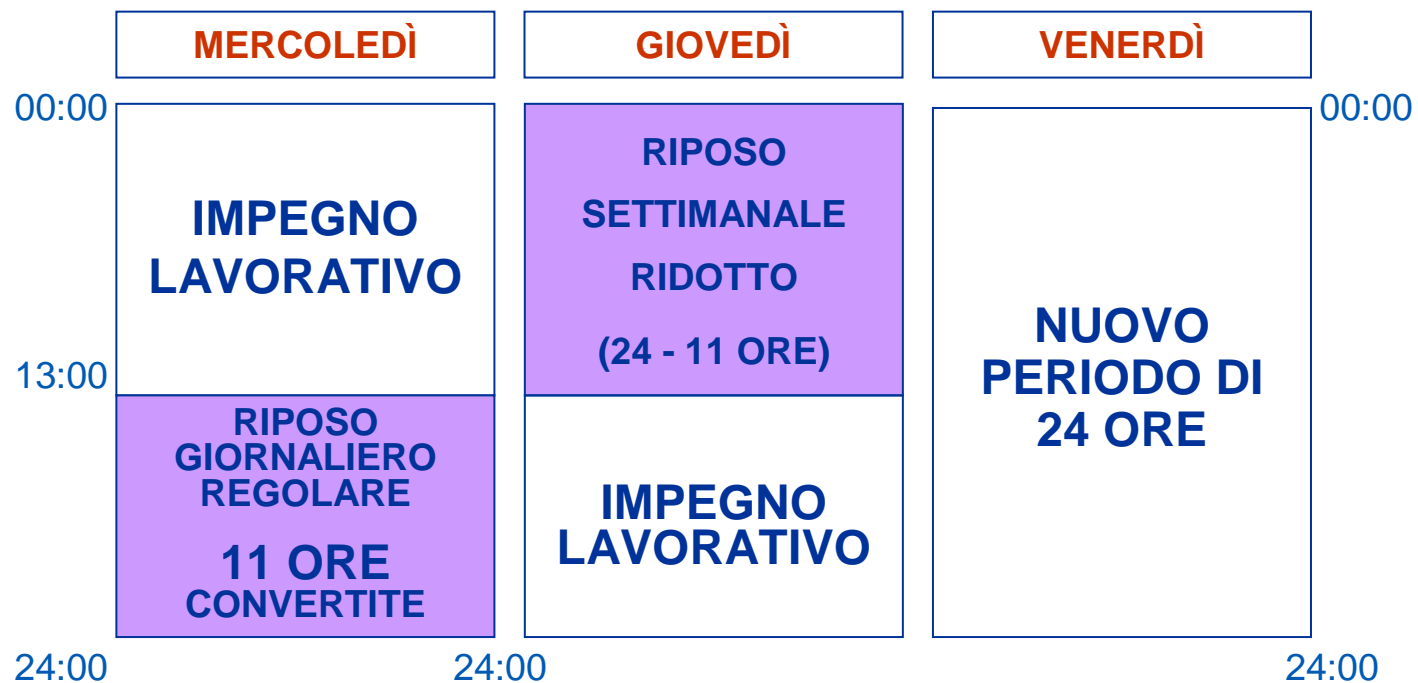 MERCOLEDÌ
GIOVEDÌ
VENERDÌ
00:00
00:00
IMPEGNO
LAVORATIVO
13:00
RIPOSO
GIORNALIERO
REGOLARE
11 ORE
CONVERTITE
RIPOSO
SETTIMANALE
RIDOTTO
(24 - 11 ORE)
IMPEGNO
LAVORATIVO
NUOVO
PERIODO DI
24 ORE
24:00
24:00
24:00